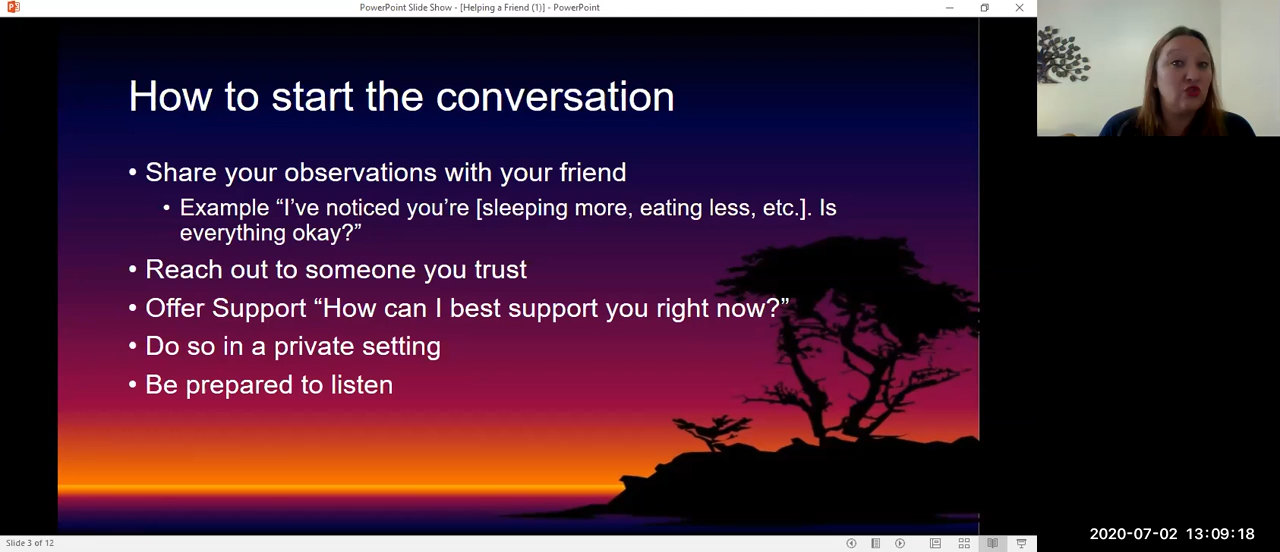 PowerPoint Slide Show - [Helping a Friend (1)] - PowerPoint
How to start the conversation
• Share your observations with your friend
• Example “I’ve noticed you’re [sleeping more, eating less, etc.]. Is
everything okay?”
• Reach out to someone you trust
• Offer Support “How can I best support you right now?”
• Do so in a private setting
• Be prepared to listen
Slide 3 of 12
2020-07-02 13:09:18